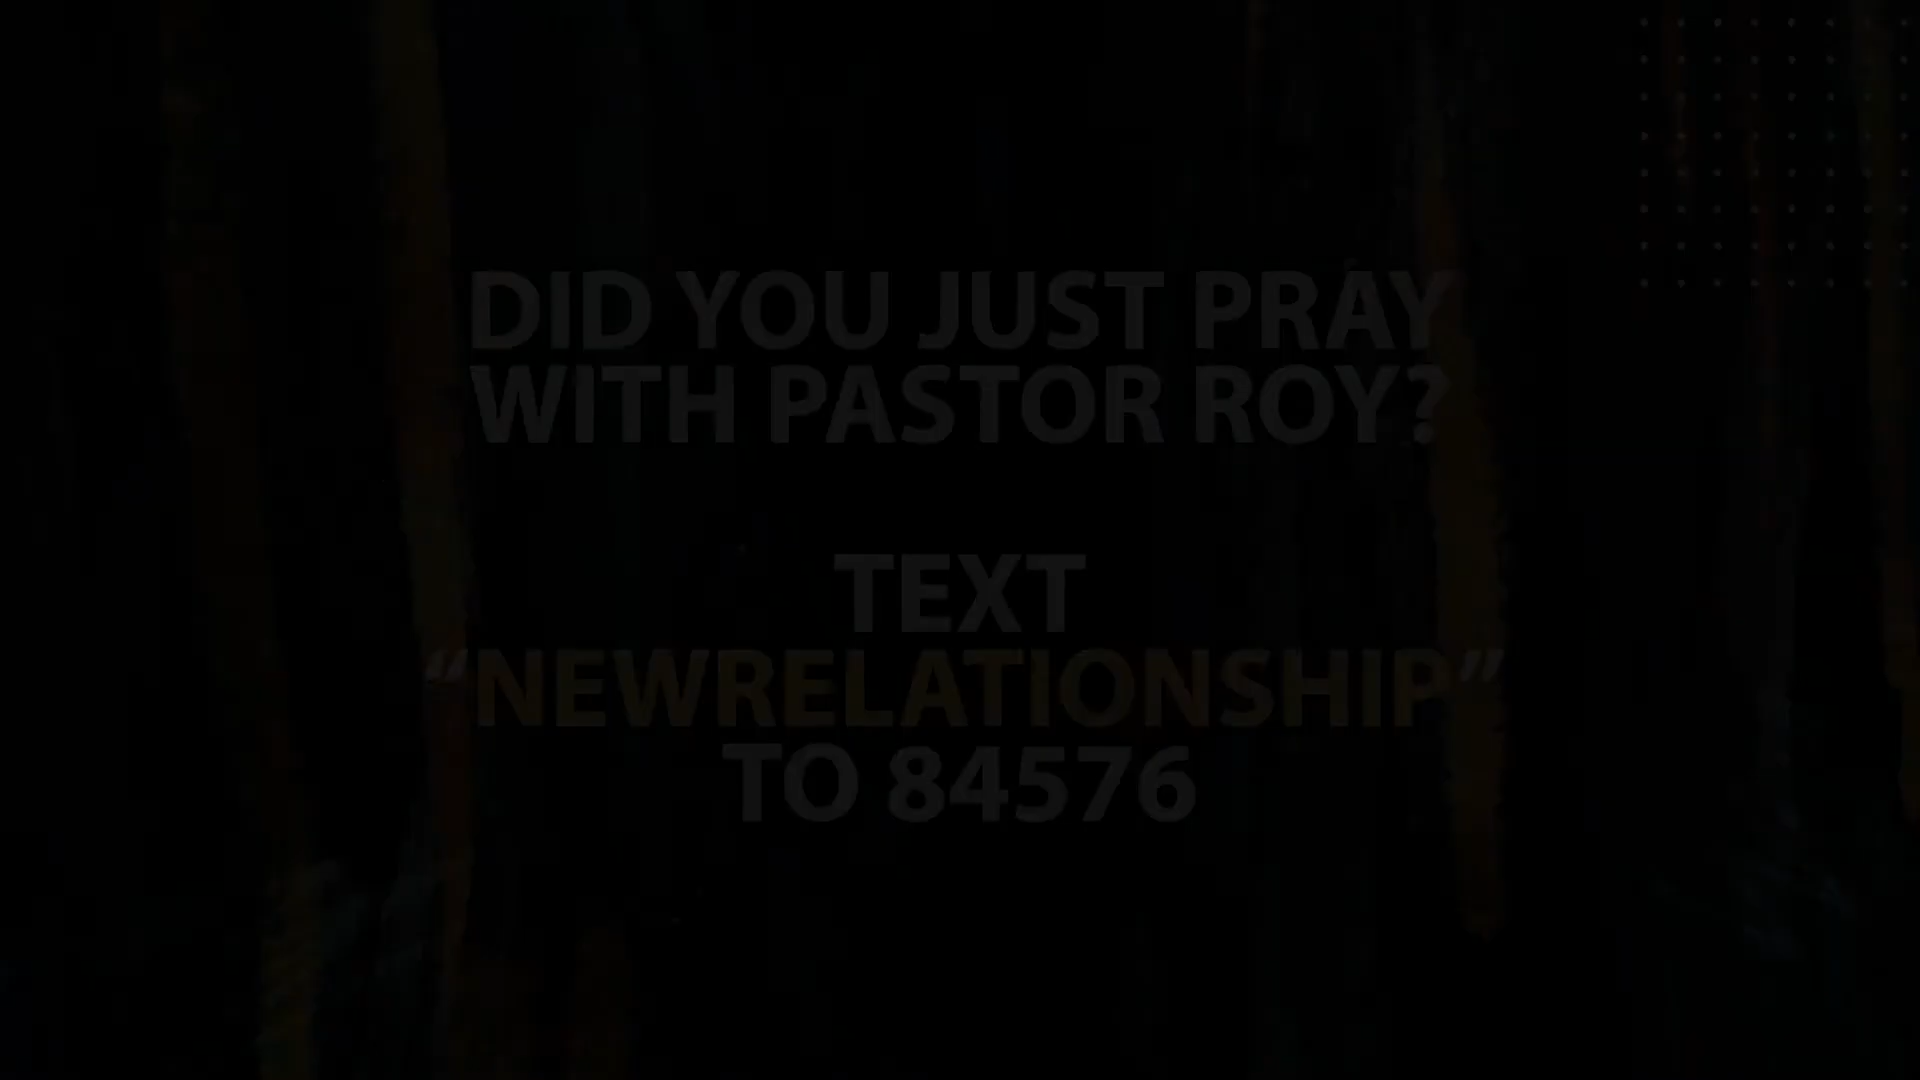 DID YOU JUST PRAY
WITH PASTOR ROY?
TEXT
“NEWRELATIONSHIP”
TO 84576